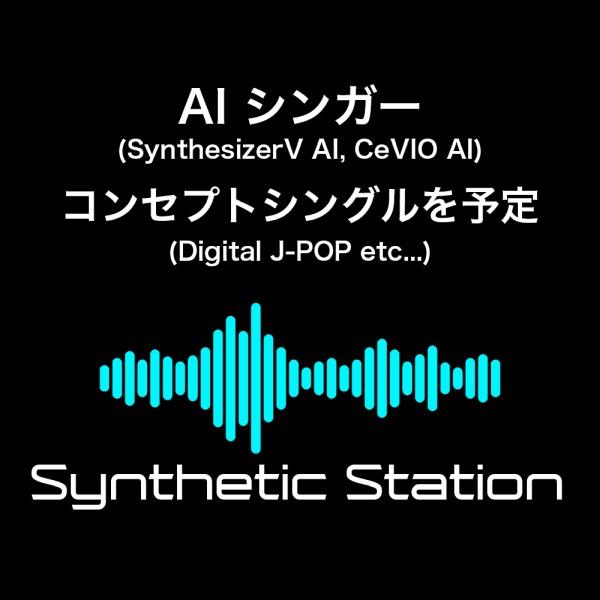 AI シンガー
(SynthesizerV AI, CeVIO AI)
コンセプトシングルを予定
(Digital J-POP etc...)
Synthetic Station